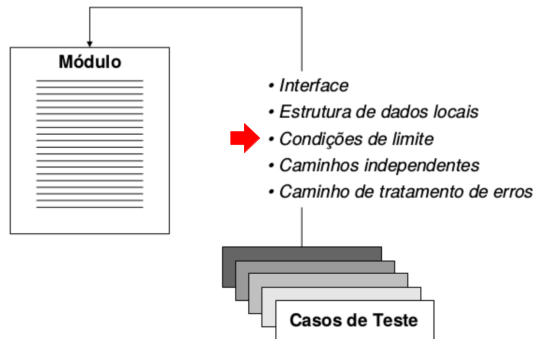 Módulo
• Interface
• Estrutura de dados locais
• Condições de limite
• Caminhos independentes
• Caminho de tratamento de erros
Casos de Teste